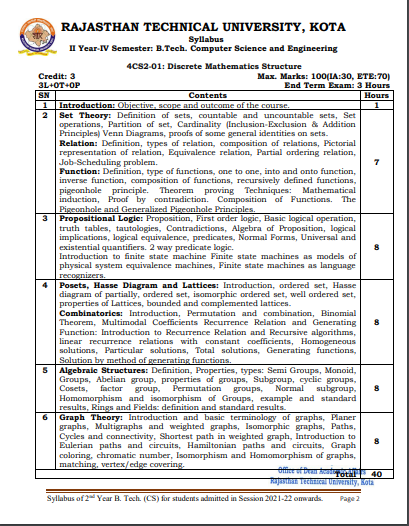 RAJASTHAN TECHNICAL UNIVERSITY, KOTA
Syllabus
II Year-IV Semester: B.Tech. Computer Science and Engineering
4CS2-01: Discrete Mathematics Structure
Credit: 3 Max. Marks: 100(IA:30, ETE:70)
3L+0T+0P End Term Exam: 3 Hours
SN Contents Hours
1 Introduction: Objective, scope and outcome of the course. 1
2 Set Theory: Definition of sets, countable and uncountable sets, Set
operations, Partition of set, Cardinality (Inclusion-Exclusion & Addition
Principles) Venn Diagrams, proofs of some general identities on sets.
Relation: Definition, types of relation, composition of relations, Pictorial
representation of relation, Equivalence relation, Partial ordering relation,
Job-Scheduling problem.
Function: Definition, type of functions, one to one, into and onto function,
inverse function, composition of functions, recursively defined functions,
pigeonhole principle. Theorem proving Techniques: Mathematical
induction, Proof by contradiction. Composition of Functions. The
Pigeonhole and Generalized Pigeonhole Principles.
7
3 Propositional Logic: Proposition, First order logic, Basic logical operation,
truth tables, tautologies, Contradictions, Algebra of Proposition, logical
implications, logical equivalence, predicates, Normal Forms, Universal and
existential quantifiers. 2 way predicate logic.
Introduction to finite state machine Finite state machines as models of
physical system equivalence machines, Finite state machines as language
recognizers.
8
4 Posets, Hasse Diagram and Lattices: Introduction, ordered set, Hasse
diagram of partially, ordered set, isomorphic ordered set, well ordered set,
properties of Lattices, bounded and complemented lattices.
Combinatorics: Introduction, Permutation and combination, Binomial
Theorem, Multimodal Coefficients Recurrence Relation and Generating
Function: Introduction to Recurrence Relation and Recursive algorithms,
linear recurrence relations with constant coefficients, Homogeneous
solutions, Particular solutions, Total solutions, Generating functions,
Solution by method of generating functions.
8
5 Algebraic Structures: Definition, Properties, types: Semi Groups, Monoid,
Groups, Abelian group, properties of groups, Subgroup, cyclic groups,
Cosets, factor group, Permutation groups, Normal subgroup,
Homomorphism and isomorphism of Groups, example and standard
results, Rings and Fields: definition and standard results.
8
6 Graph Theory: Introduction and basic terminology of graphs, Planer
graphs, Multigraphs and weighted graphs, Isomorphic graphs, Paths,
Cycles and connectivity, Shortest path in weighted graph, Introduction to
Eulerian paths and circuits, Hamiltonian paths and circuits, Graph
coloring, chromatic number, Isomorphism and Homomorphism of graphs,
matching, vertex/edge covering.
8
Total 40
Office of Dean Academic Affairs
Rajasthan Technical University, Kota
Syllabus of 2nd Year B. Tech. (CS) for students admitted in Session 2021-22 onwards. Page 2